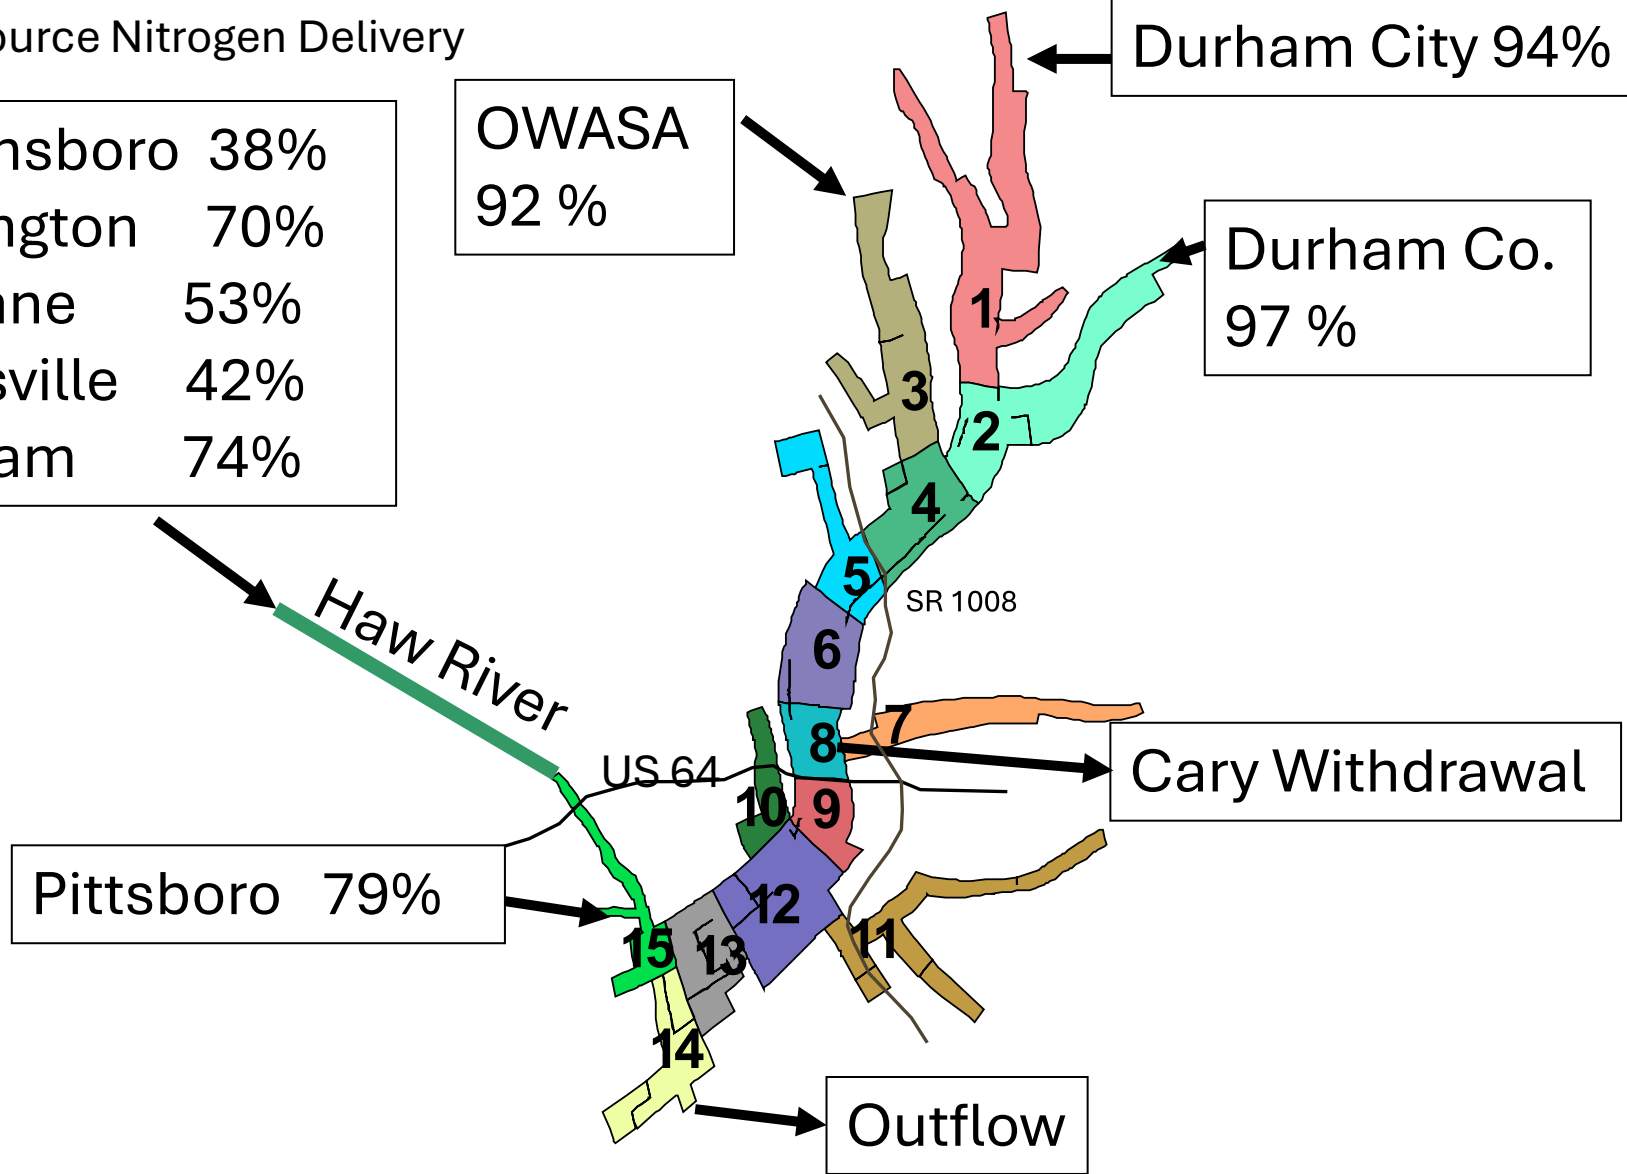 ource Nitrogen Delivery
Durham City 94%
OWASA
92 %
nsboro 38%
ngton 70%
ne 53%
sville 42%
am 74%
Durham Co.
97 %
1
3
2
4
5
SR 1008
6
Haw River
7
8
US 64
Cary Withdrawal
10
9
Pittsboro 79%
12
11
15
13
14
Outflow